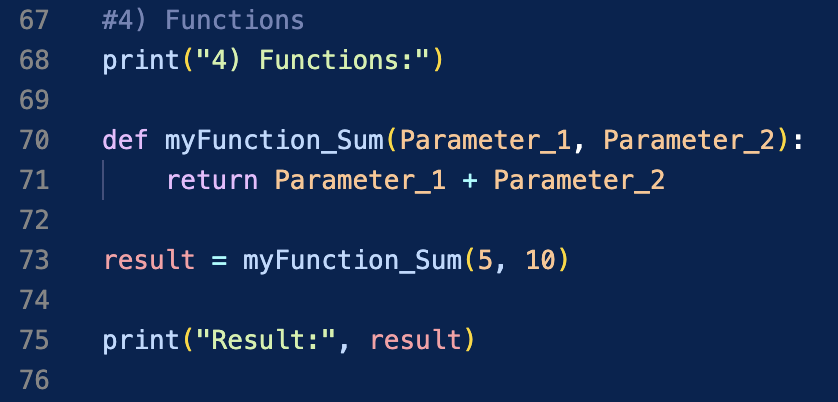 67 #4) Functions
68 print("4) Functions:")
69
70 def myFunction_Sum(Parameter_1, Parameter_2):
71     return Parameter_1 + Parameter_2
72
73 result = myFunction_Sum(5, 10)
74
75 print("Result:", result)
76